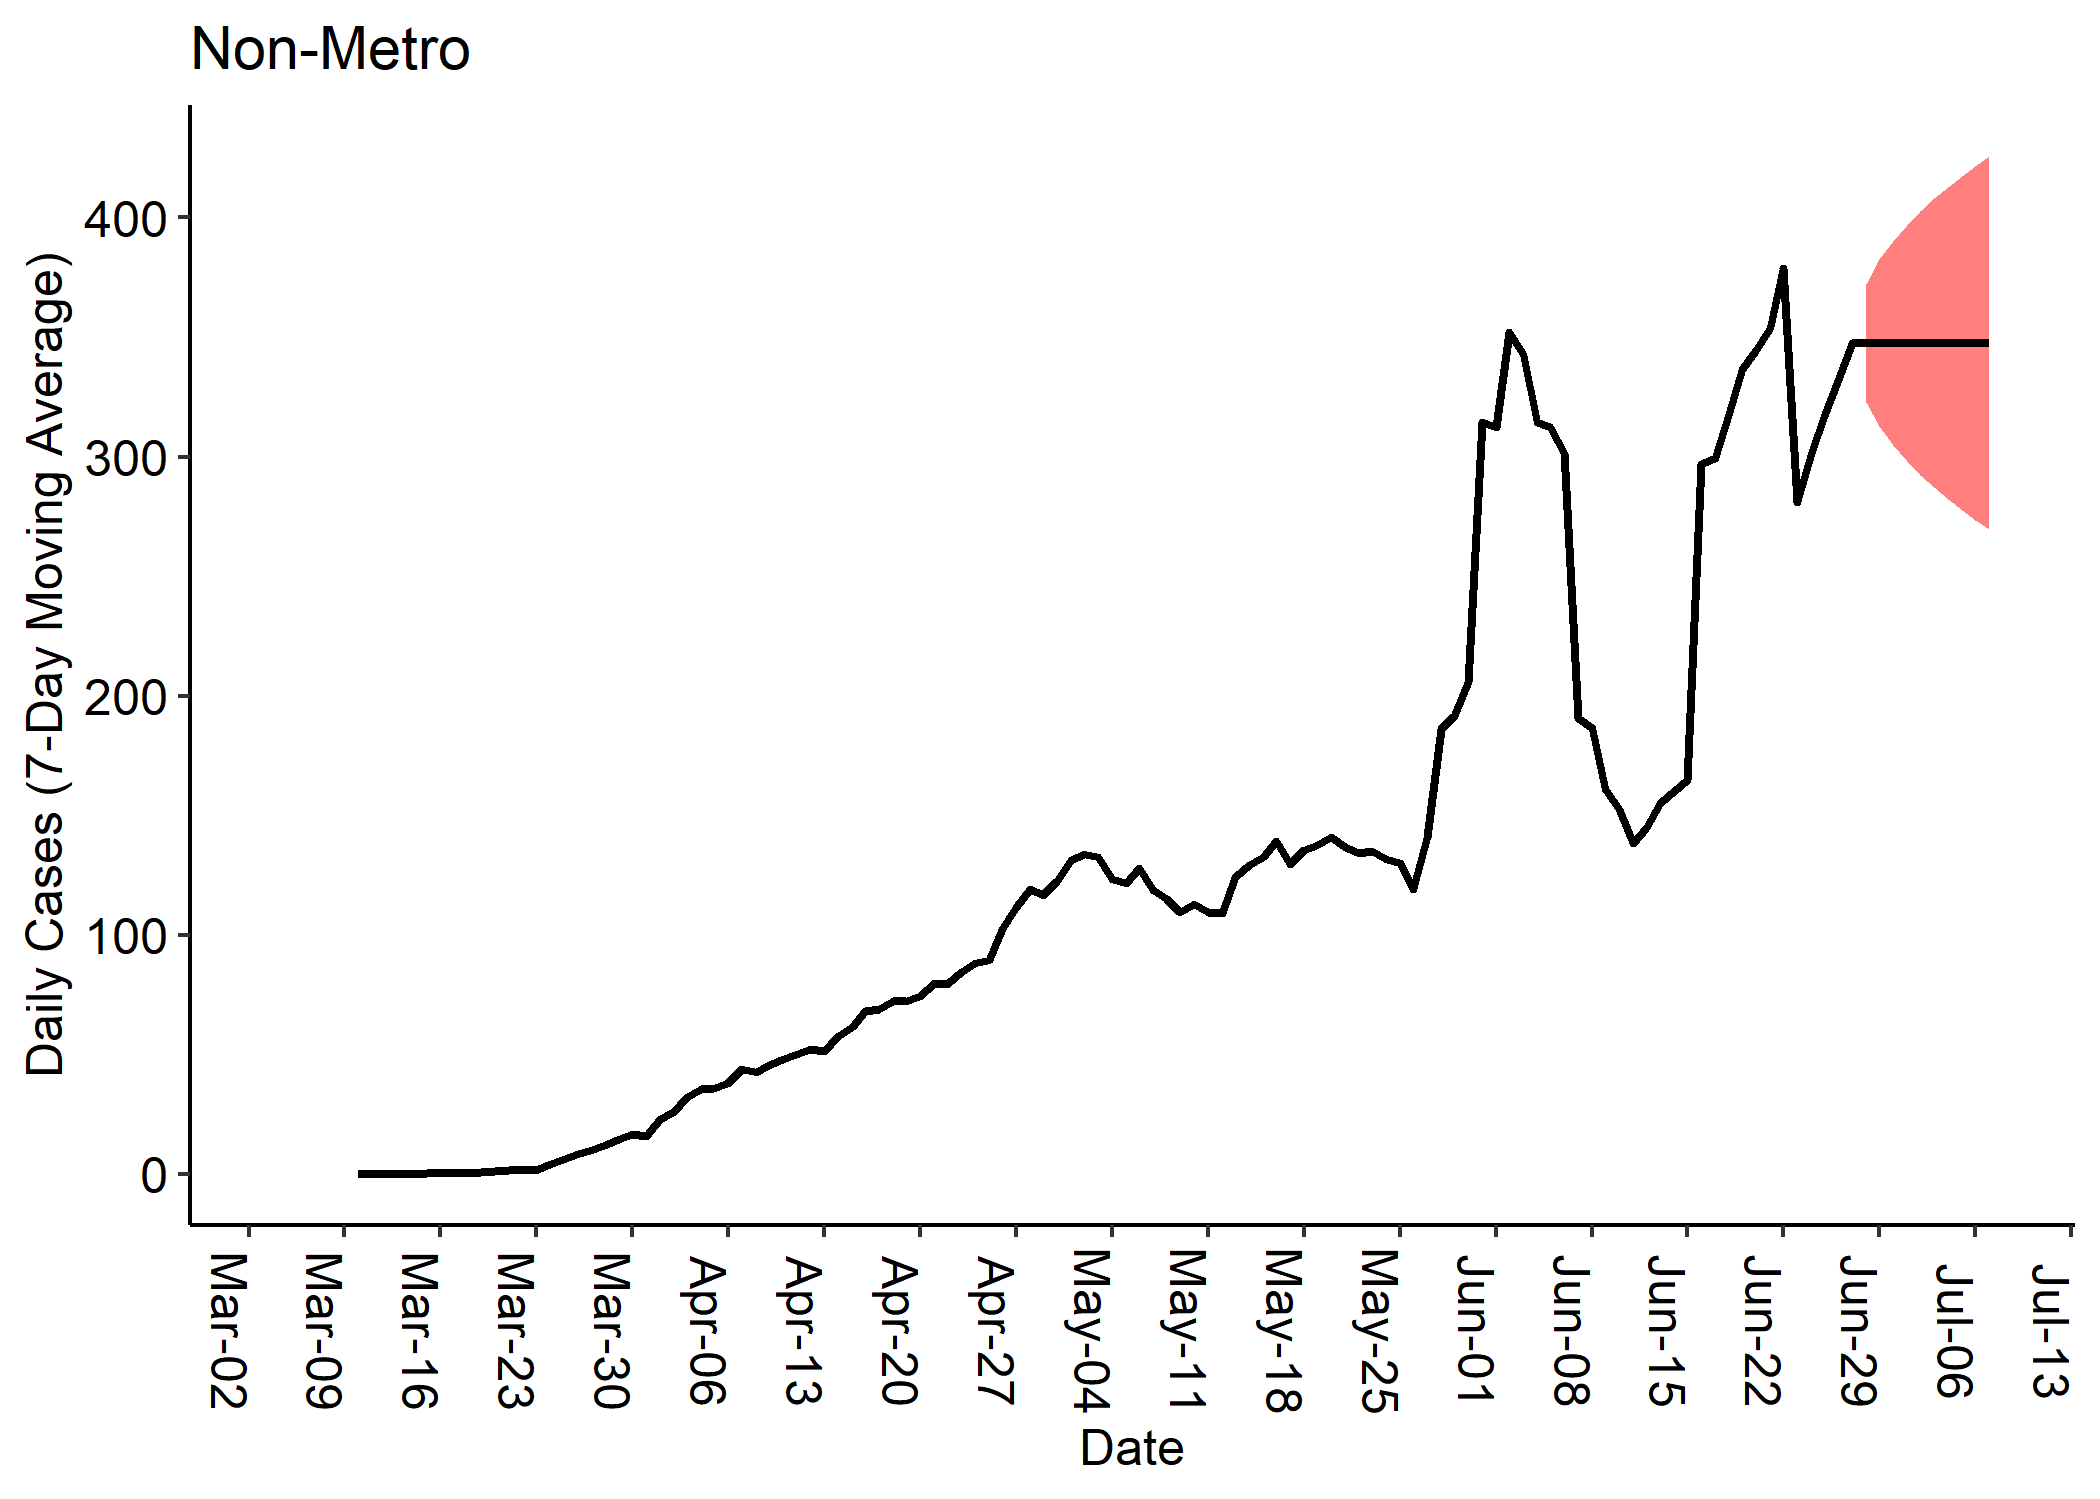 Non-Metro
Daily Cases (7-Day Moving Average)
400
300
200
100
0
Mar-02
Mar-09
Mar-16
Mar-23
Mar-30
Apr-06
Apr-13
Apr-20
Apr-27
May-04
May-11
May-18
May-25
Jun-01
Jun-08
Jun-15
Jun-22
Jun-29
Jul-06
Jul-13
Date